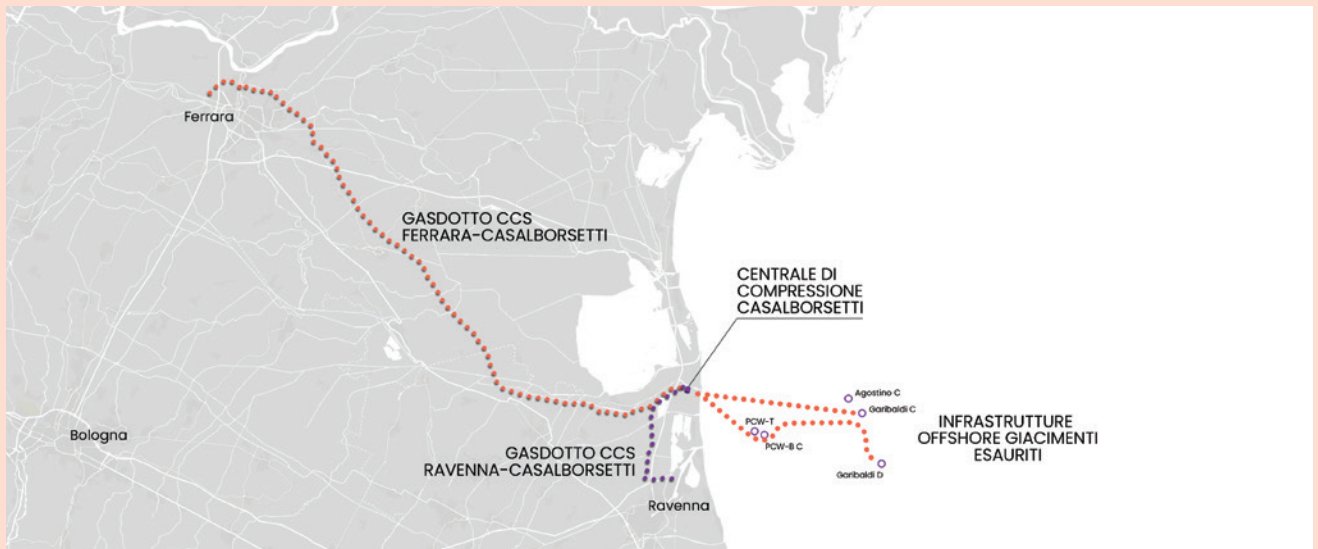 Ferrara
GASDOTTO CCS
FERRARA-CASALBORSETTI
CENTRALE DI
COMPRESSIONE
CASALBORSETTI
Agostino C
Garibaldi C
PCW-T
PCW-B C
INFRASTRUTTURE
OFFSHORE GIACIMENTI
ESAURITI
Bologna
GASDOTTO CCS
RAVENNA-CASALBORSETTI
Garibaldi D
Ravenna